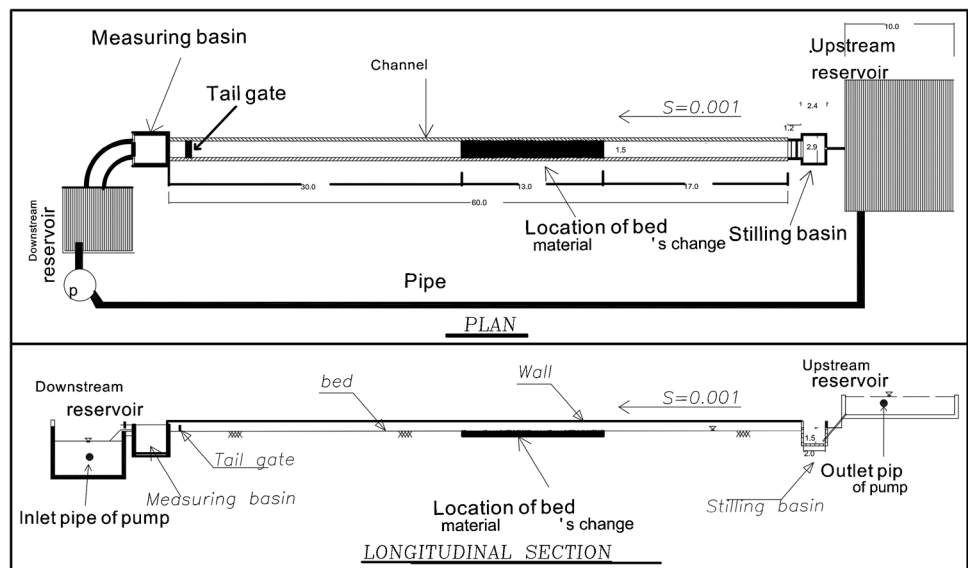 10.0
Measuring basin
Upstream
reservoir
Channel
Tail gate
S=0.001
2.4
1.2
1.5
2.9
30.0
13.0
17.0
60.0
Location of bed
material 's change
Stilling basin
Downstream
reservoir
p
Pipe
PLAN
Downstream
reservoir
bed
Wall
S=0.001
Upstream
reservoir
1.5
2.0
Tail gate
Measuring basin
Inlet pipe of pump
Location of bed
material 's change
Stilling basin
Outlet pip
of pump
LONGITUDINAL SECTION